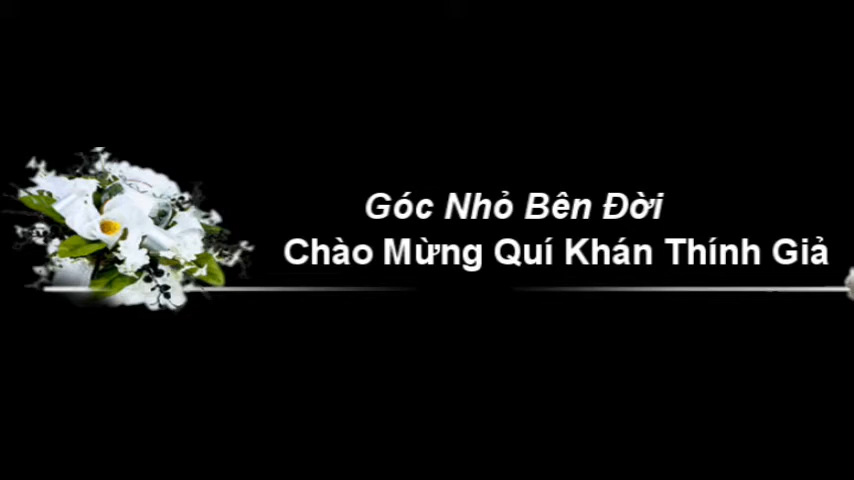 Góc Nhỏ Bên Đời
Chào Mừng Quí Khán Thính Giả